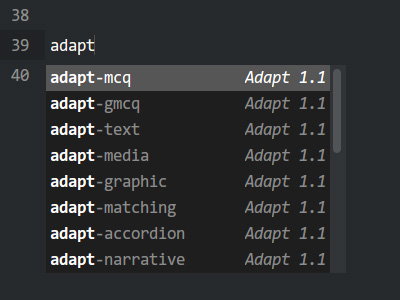 38
39 adapt
40
adapt-mcq Adapt 1.1
adapt-gmcq Adapt 1.1
adapt-text Adapt 1.1
adapt-media Adapt 1.1
adapt-graphic Adapt 1.1
adapt-matching Adapt 1.1
adapt-accordion Adapt 1.1
adapt-narrative Adapt 1.1